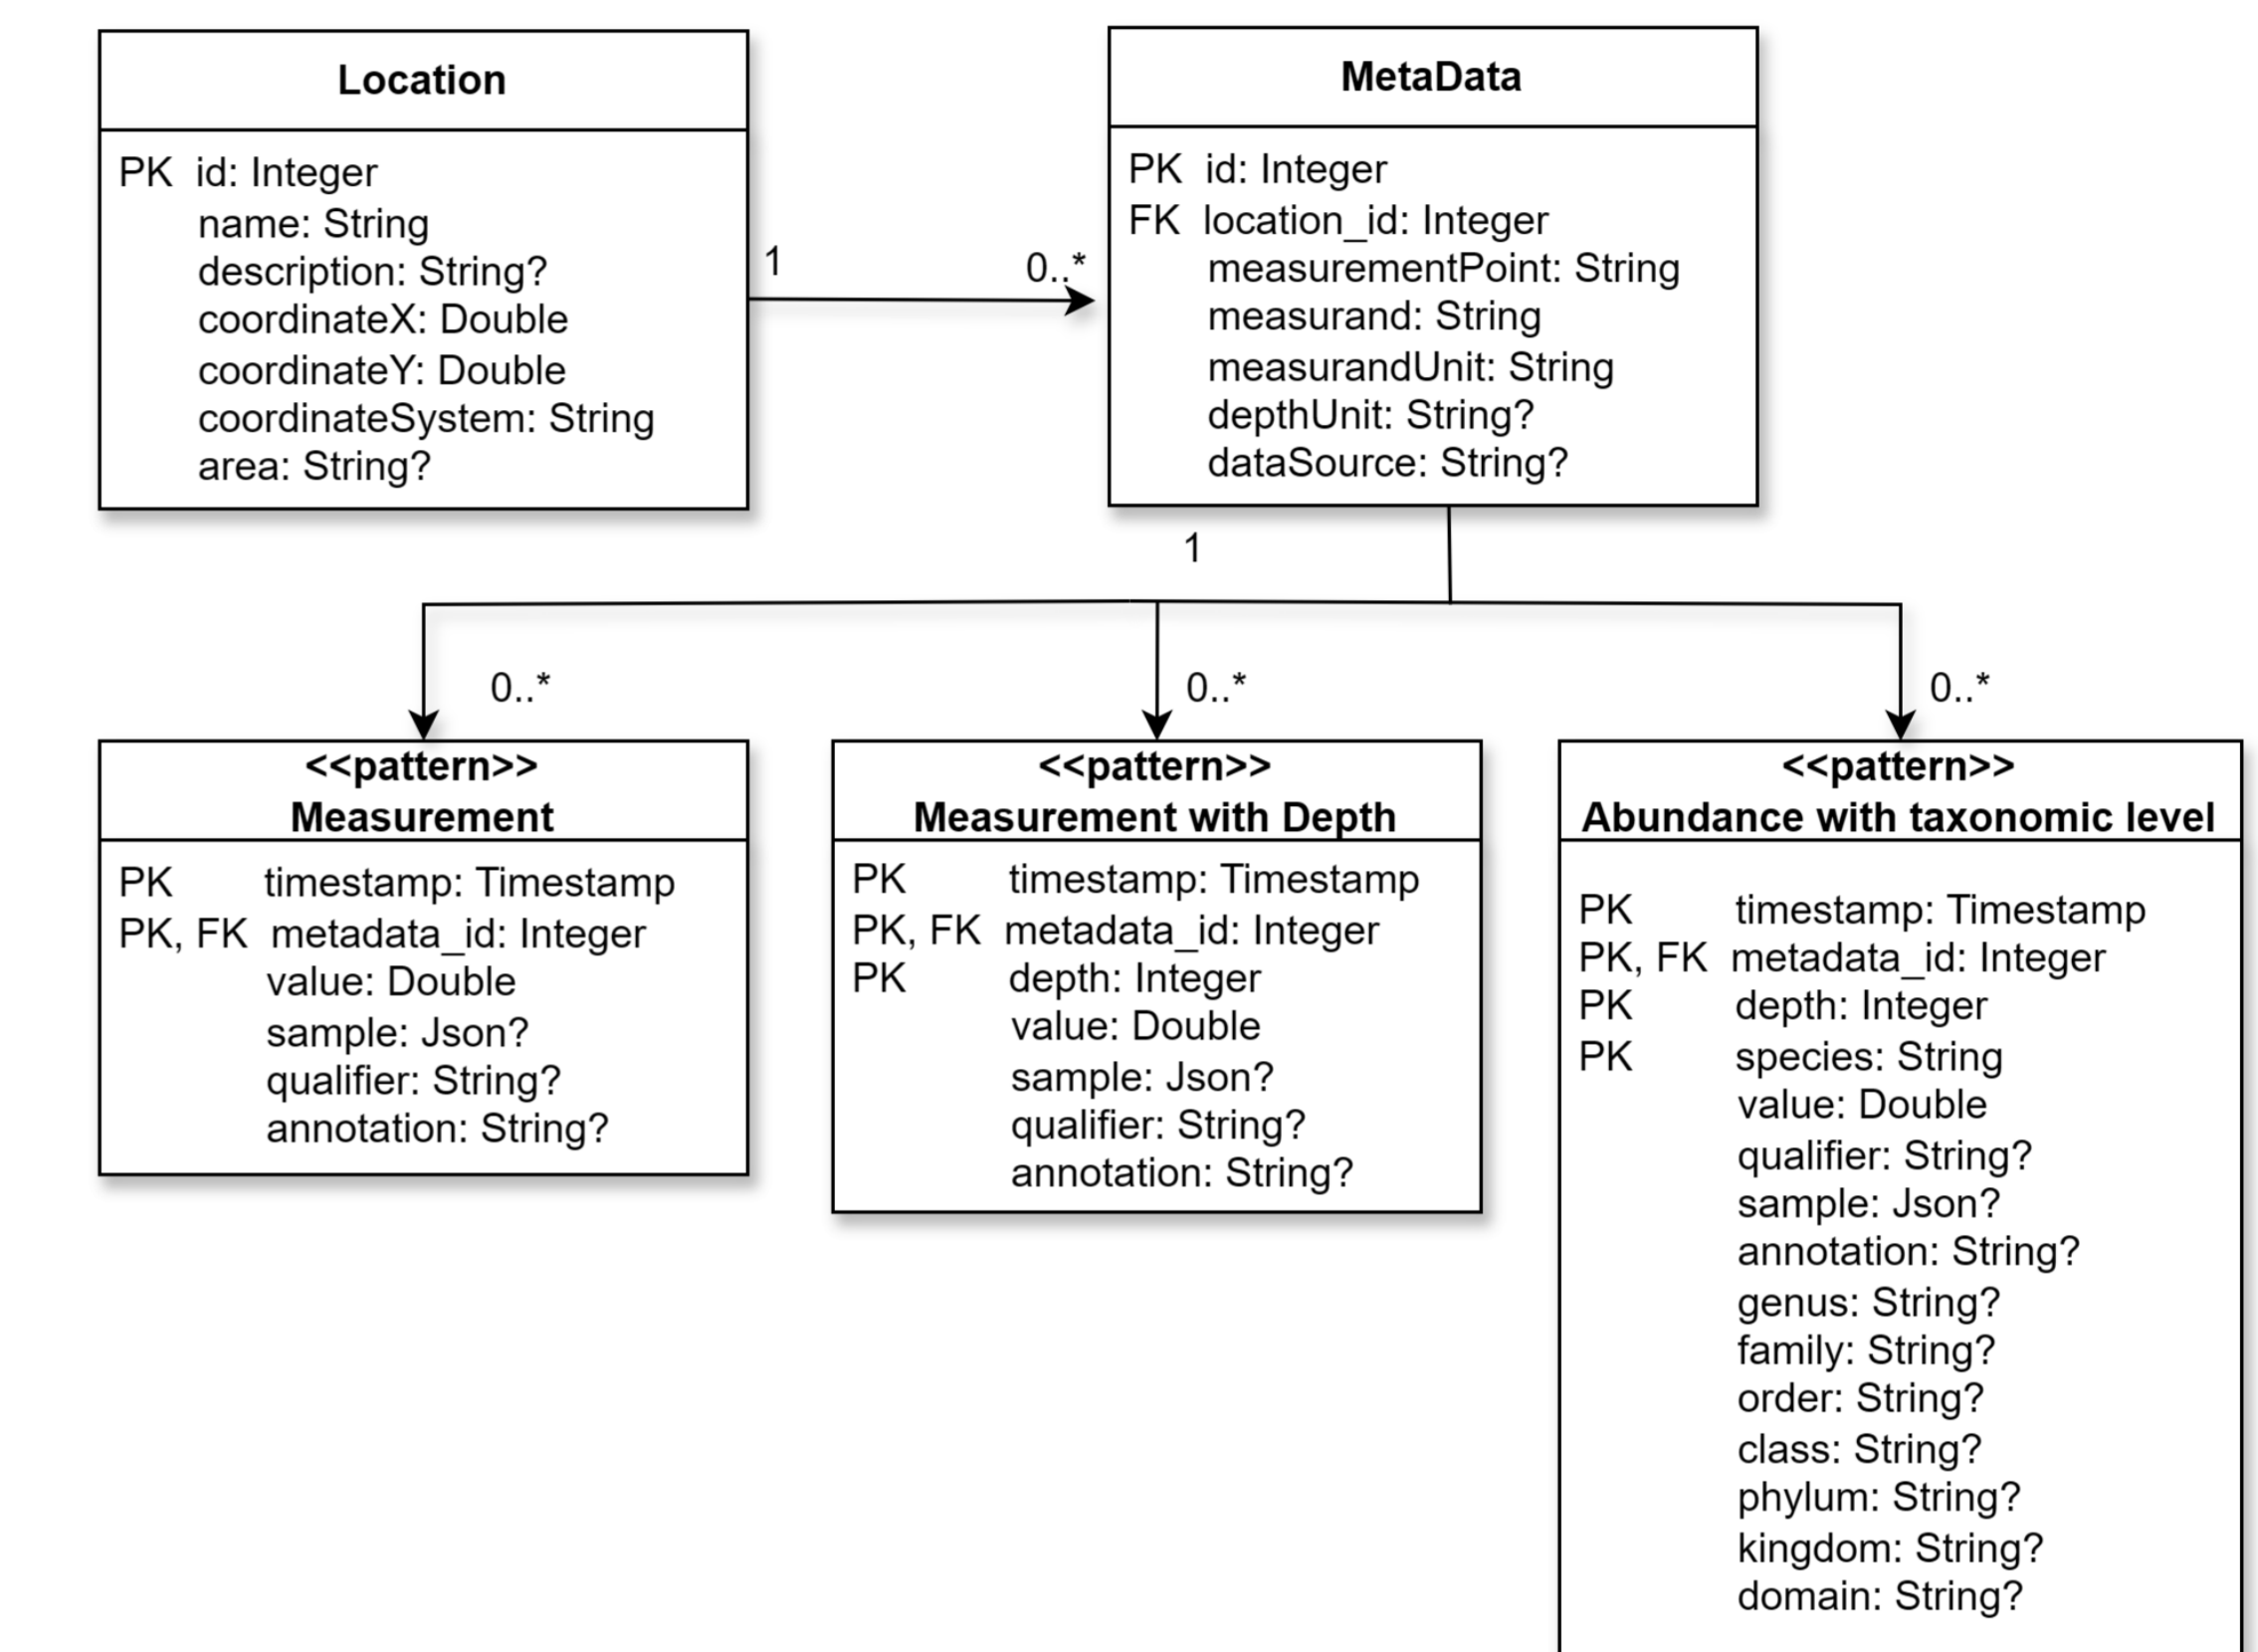 Location
PK id: Integer
name: String
description: String?
coordinateX: Double
coordinateY: Double
coordinateSystem: String
area: String?
1
0..*
MetaData
PK id: Integer
FK location_id: Integer
measurementPoint: String
measurand: String
measurandUnit: String
depthUnit: String?
dataSource: String?
1
0..*
0..*
0..*
<<pattern>>
Measurement
PK timestamp: Timestamp
PK, FK metadata_id: Integer
value: Double
sample: Json?
qualifier: String?
annotation: String?
<<pattern>>
Measurement with Depth
PK timestamp: Timestamp
PK, FK metadata_id: Integer
PK depth: Integer
value: Double
sample: Json?
qualifier: String?
annotation: String?
<<pattern>>
Abundance with taxonomic level
PK timestamp: Timestamp
PK, FK metadata_id: Integer
PK depth: Integer
PK species: String
value: Double
qualifier: String?
sample: Json?
annotation: String?
genus: String?
family: String?
order: String?
class: String?
phylum: String?
kingdom: String?
domain: String?